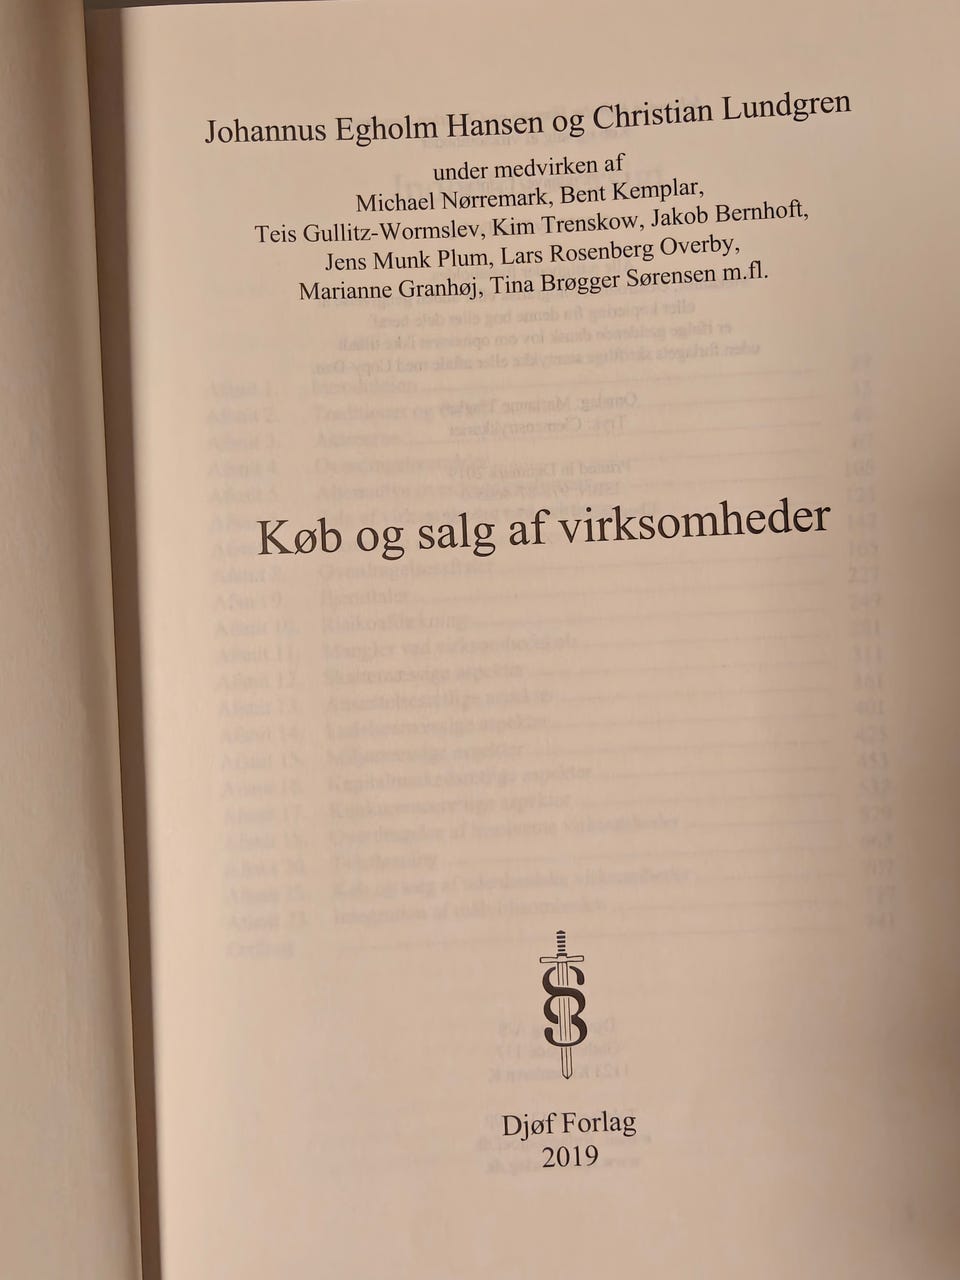 Johannus Egholm Hansen og Christian Lundgren
under medvirken af
Michael Nørremark, Bent Kemplar,
Teis Gullitz-Wormslev, Kim Trenskow, Jakob Bernhoft,
Jens Munk Plum, Lars Rosenberg Overby,
Marianne Granhøj, Tina Brøgger Sørensen m.fl.
Køb og salg af virksomheder
Djøf Forlag
2019